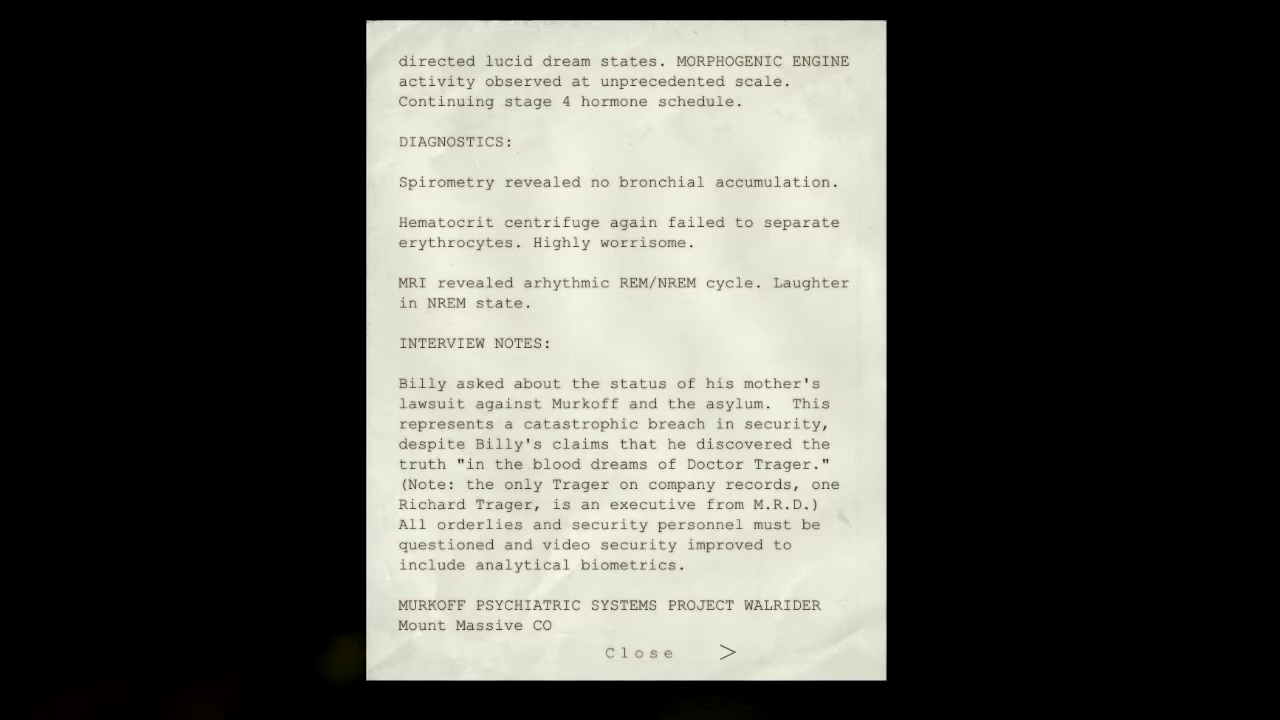 directed lucid dream states. MORPHOGENIC ENGINE
activity observed at unprecedented scale.
Continuing stage 4 hormone schedule.
DIAGNOSTICS:
Spirometry revealed no bronchial accumulation.
Hematocrit centrifuge again failed to separate
erythrocytes. Highly worrisome.
MRI revealed arhythmic REM/NREM cycle. Laughter
in NREM state.
INTERVIEW NOTES:
Billy asked about the status of his mother's
lawsuit against Murkoff and the asylum.  This
represents a catastrophic breach in security,
despite Billy's claims that he discovered the
truth "in the blood dreams of Doctor Trager."
(Note: the only Trager on company records, one
Richard Trager, is an executive from M.R.D.)
All orderlies and security personnel must be
questioned and video security improved to
include analytical biometrics.
MURKOFF PSYCHIATRIC SYSTEMS PROJECT WALRIDER
Mount Massive CO
Close >